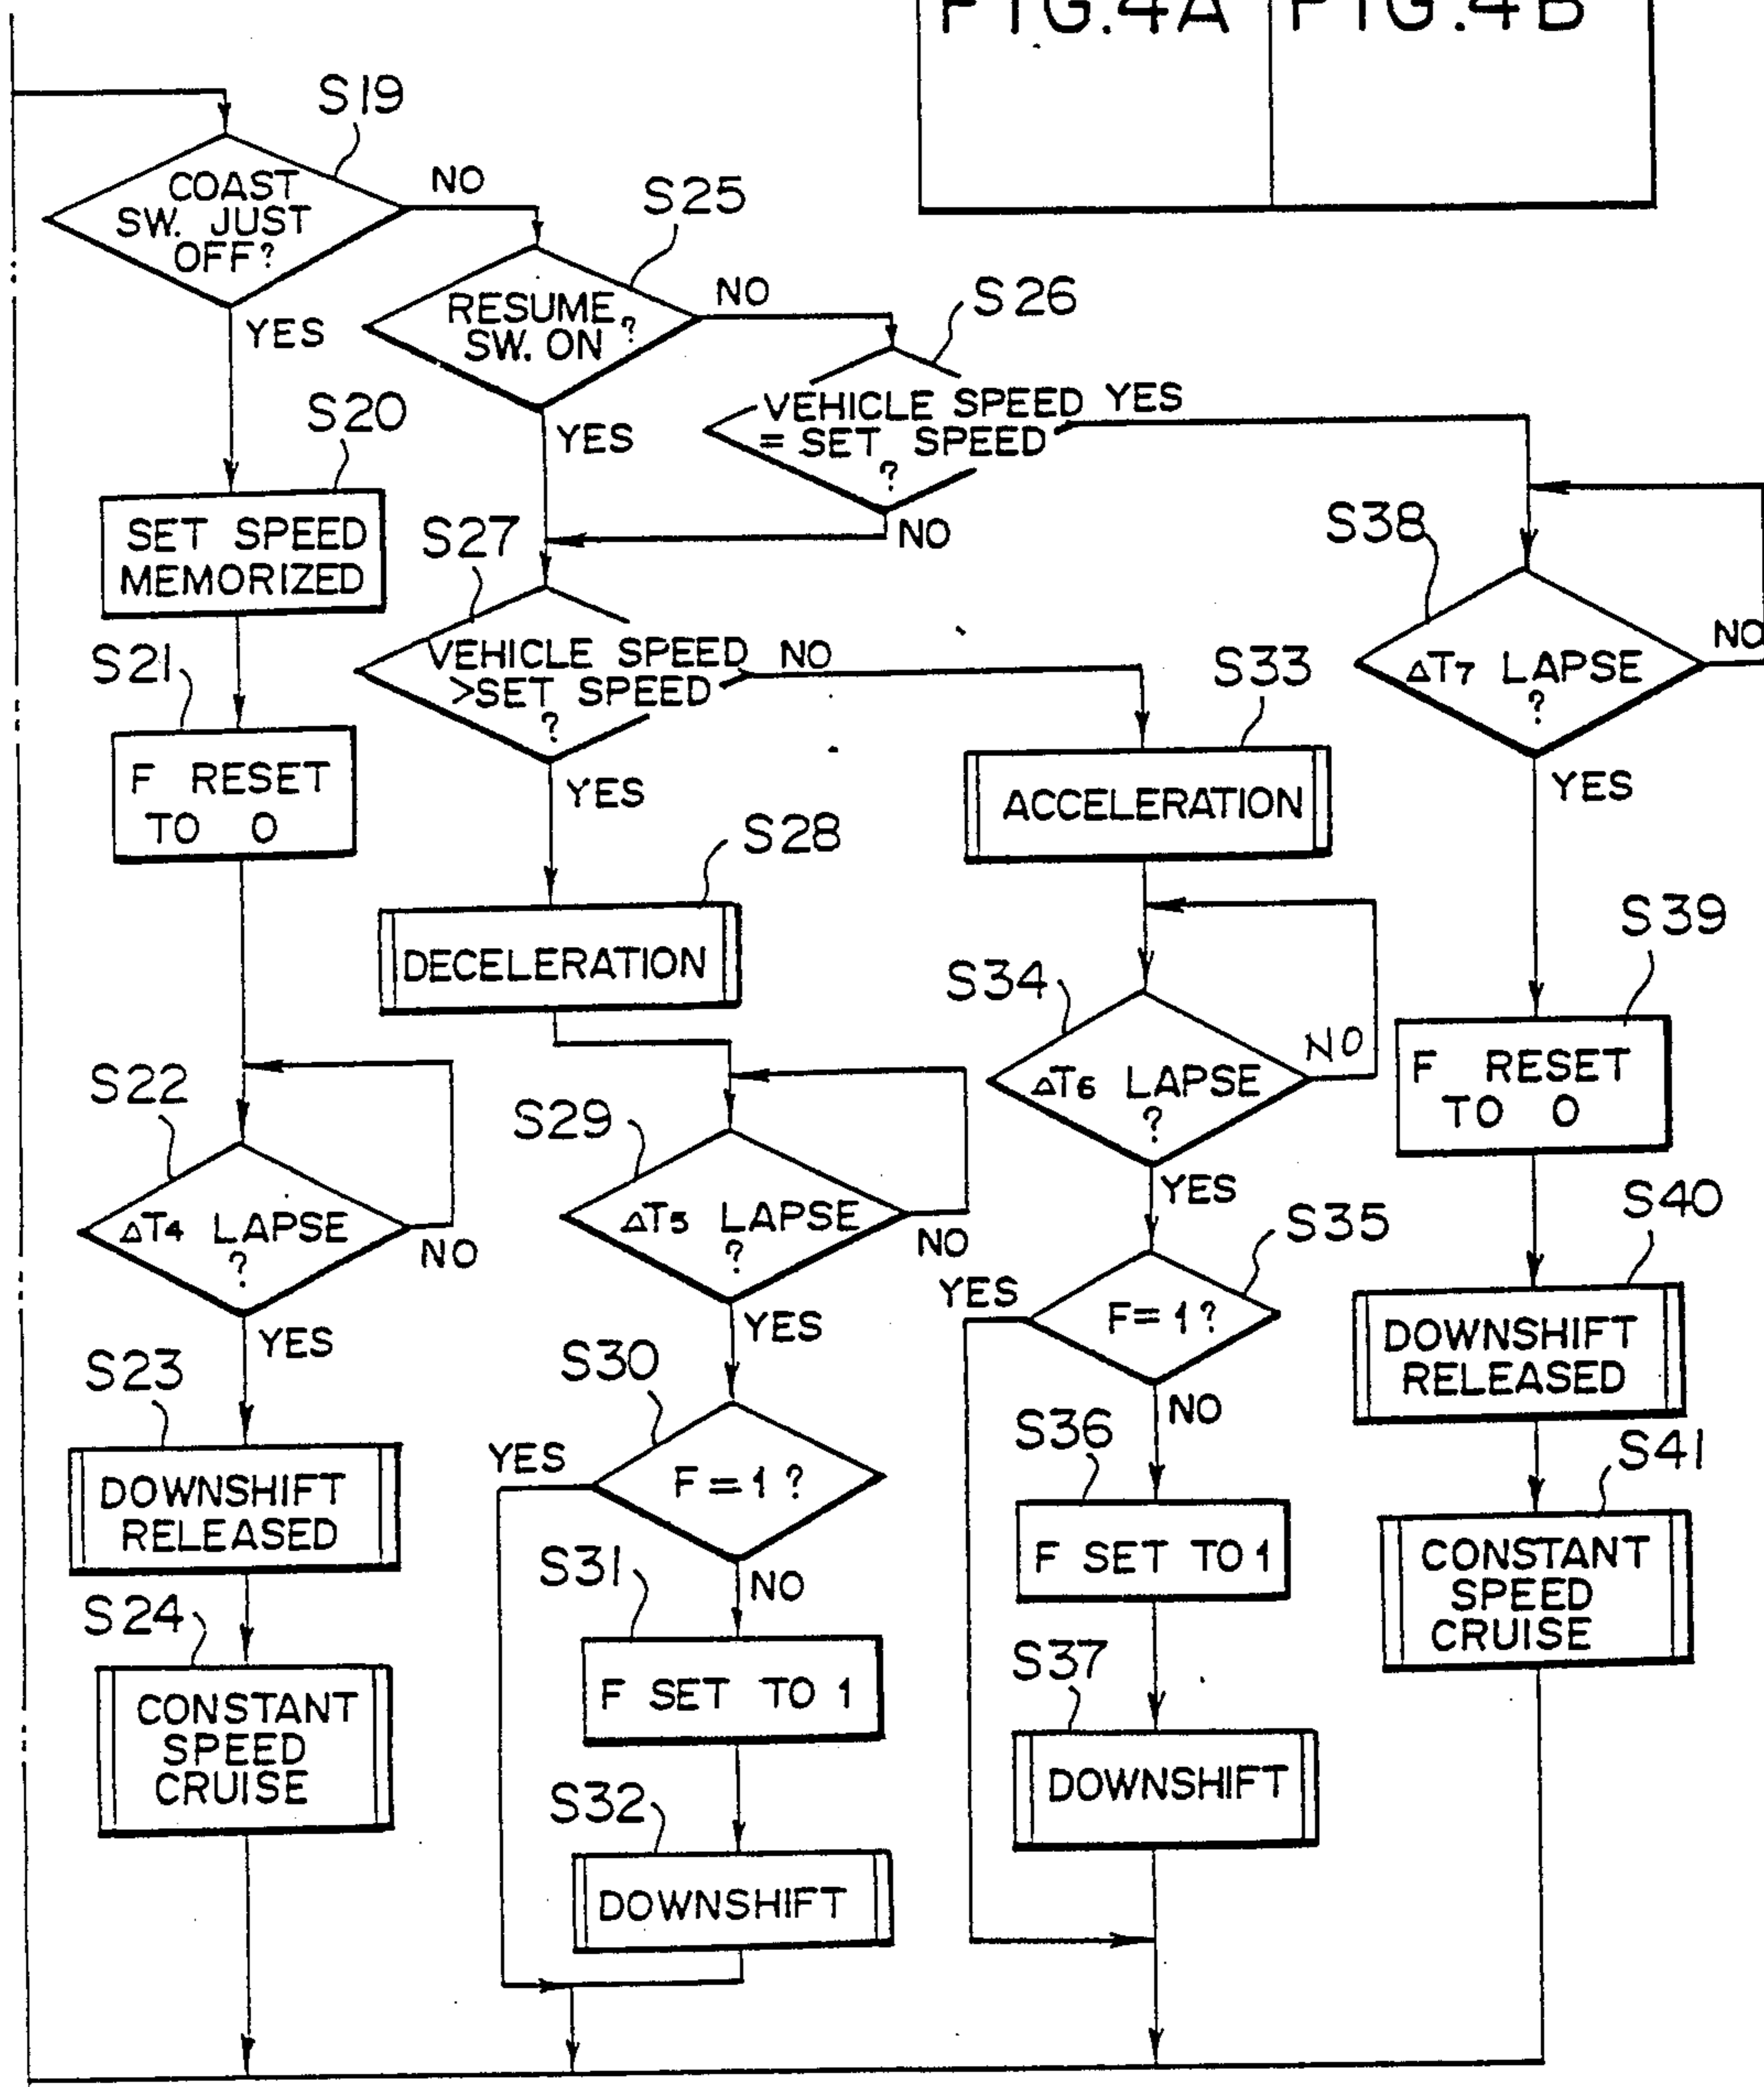 FIG.4A FIG.4B
S19
COAST
SW. JUST
OFF?
NO
YES
S20
SET SPEED
MEMORIZED
S21
F RESET
TO 0
S22
ΔT4 LAPSE
?
NO
YES
S23
DOWNSHIFT
RELEASED
S24
CONSTANT
SPEED
CRUISE
S25
RESUME
SW. ON ?
NO
YES
S26
VEHICLE SPEED
= SET SPEED
?
YES
NO
S27
VEHICLE SPEED
>SET SPEED
?
NO
YES
S28
DECELERATION
S29
ΔT5 LAPSE
?
NO
YES
S30
F=1?
YES
NO
S31
F SET TO 1
S32
DOWNSHIFT
S33
ACCELERATION
S34
ΔT6 LAPSE
?
NO
YES
S35
F=1?
YES
NO
S36
F SET TO 1
S37
DOWNSHIFT
S38
ΔT7 LAPSE
?
NO
YES
S39
F RESET
TO 0
S40
DOWNSHIFT
RELEASED
S41
CONSTANT
SPEED
CRUISE